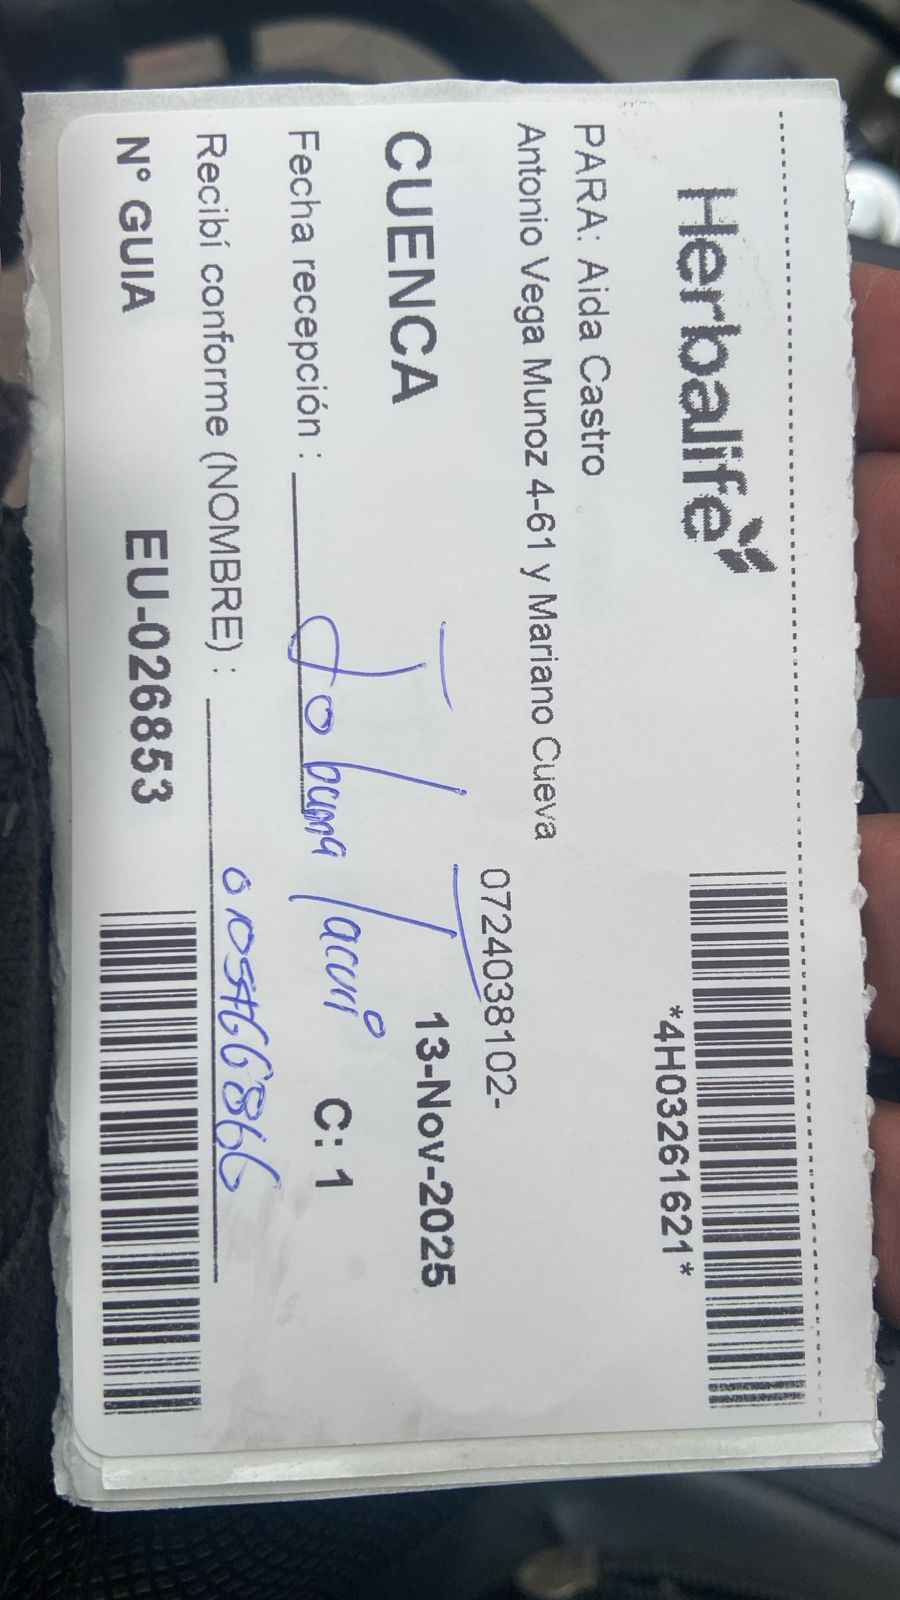 Herbalife
*4H03261621*
PARA: Aida Castro
Antonio Vega Munoz 4-61 y Mariano Cueva
0724038102-
CUENCA
13-Nov-2025
Fecha recepción :
Tacuri
C: 1
Recibí conforme (NOMBRE) :
N° GUIA
EU-026853